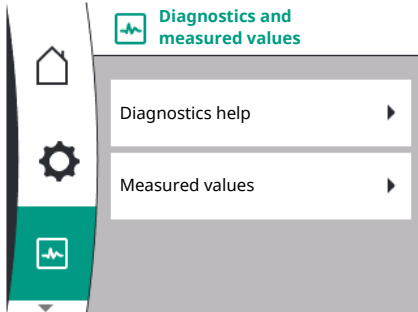 Diagnostics and
measured values
Diagnostics help
Measured values